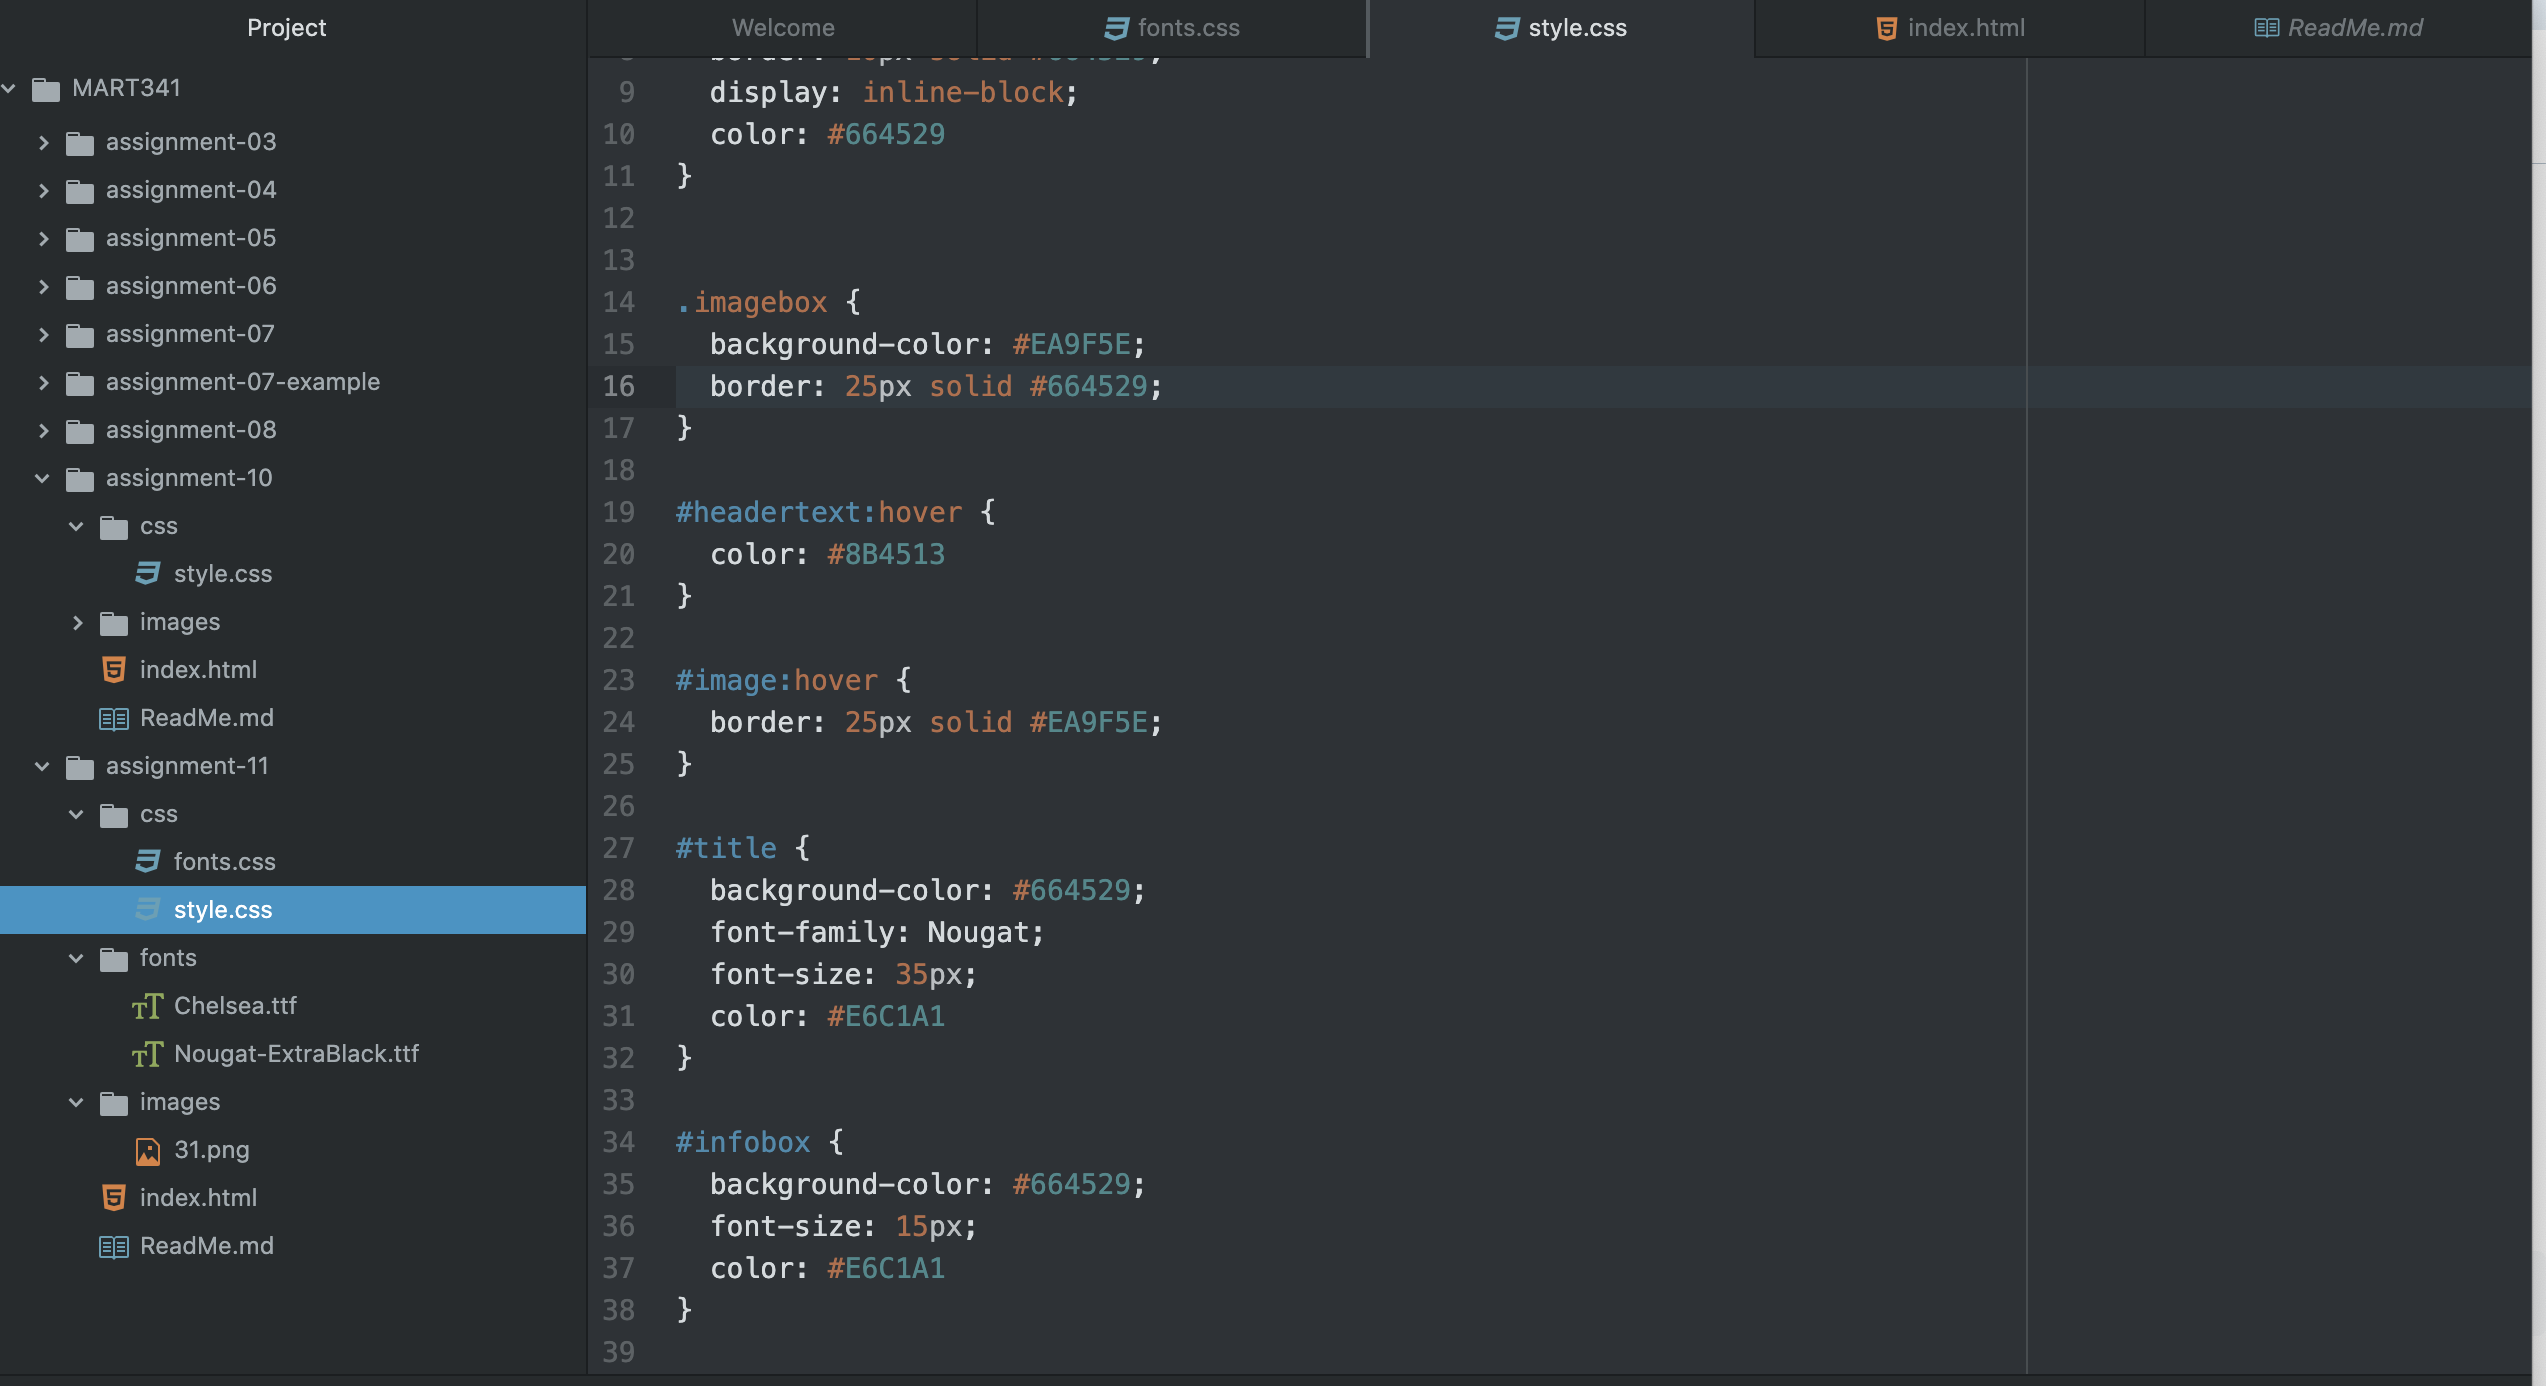 Project
MART341
assignment-03
assignment-04
assignment-05
assignment-06
assignment-07
assignment-07-example
assignment-08
assignment-10
css
style.css
images
index.html
ReadMe.md
assignment-11
css
fonts.css
style.css
fonts
Chelsea.ttf
Nougat-ExtraBlack.ttf
images
31.png
index.html
ReadMe.md
Welcome fonts.css style.css index.html ReadMe.md
9 display: inline-block;
10 color: #664529
11 }
12
13
14 .imagebox {
15 background-color: #EA9F5E;
16 border: 25px solid #664529;
17 }
18
19 #headertext:hover {
20 color: #8B4513
21 }
22
23 #image:hover {
24 border: 25px solid #EA9F5E;
25 }
26
27 #title {
28 background-color: #664529;
29 font-family: Nougat;
30 font-size: 35px;
31 color: #E6C1A1
32 }
33
34 #infobox {
35 background-color: #664529;
36 font-size: 15px;
37 color: #E6C1A1
38 }
39